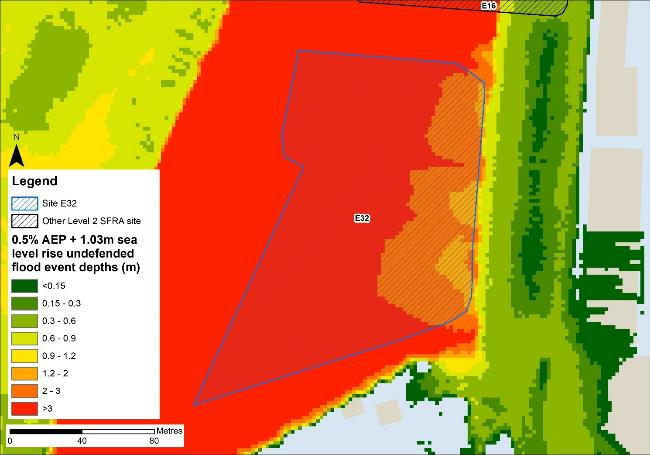 E16
E32
N
Legend
Site E32
Other Level 2 SFRA site
0.5% AEP + 1.03m sea
level rise undefended
flood event depths (m)
<0.15
0.15 - 0.3
0.3 - 0.6
0.6 - 0.9
0.9 - 1.2
1.2 - 2
2 - 3
>3
Metres
0 40 80